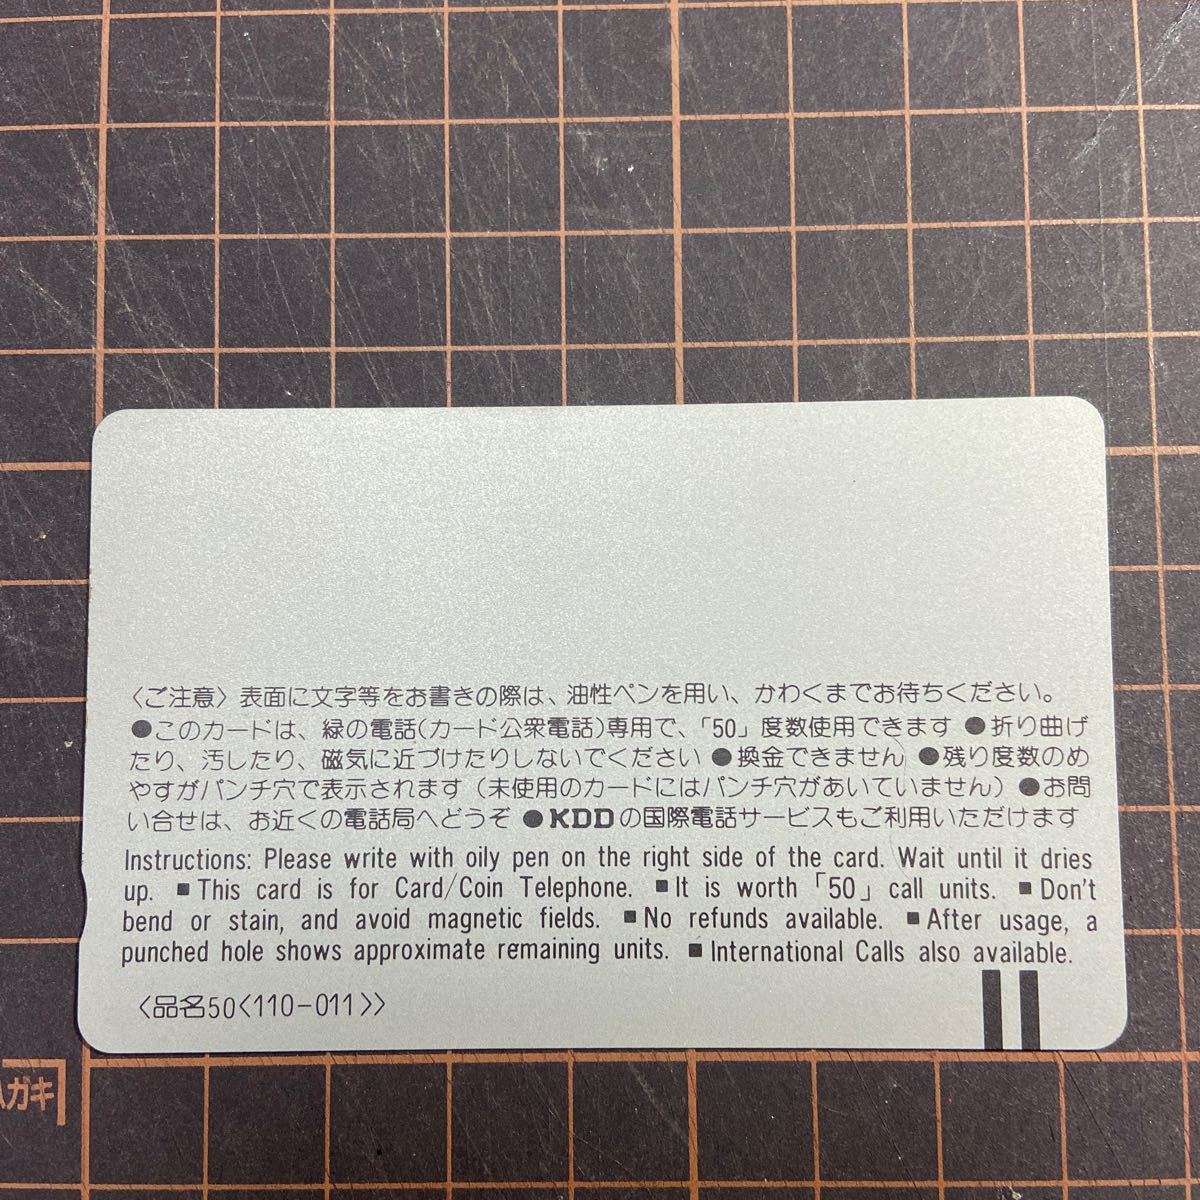 〈ご注意〉表面に文字等をお書きの際は、油性ペンを用い、かわくまでお待ちください。
●このカードは、緑の電話(カード公衆電話)専用で、「50」度数使用できます ●折り曲げ
たり、汚したり、磁気に近づけたりしないでください ●換金できません ●残り度数のめ
やすがパンチ穴で表示されます（未使用のカードにはパンチ穴があいていません）●お問
い合せは、お近くの電話局へどうぞ ●KDDの国際電話サービスもご利用いただけます
Instructions: Please write with oily pen on the right side of the card. Wait until it dries
up. ■This card is for Card/Coin Telephone. ■It is worth「50」call units. ■Don't
bend or stain, and avoid magnetic fields. ■No refunds available. ■After usage, a
punched hole shows approximate remaining units. ■International Calls also available.
〈品名50〈110-011〉〉
ガキ